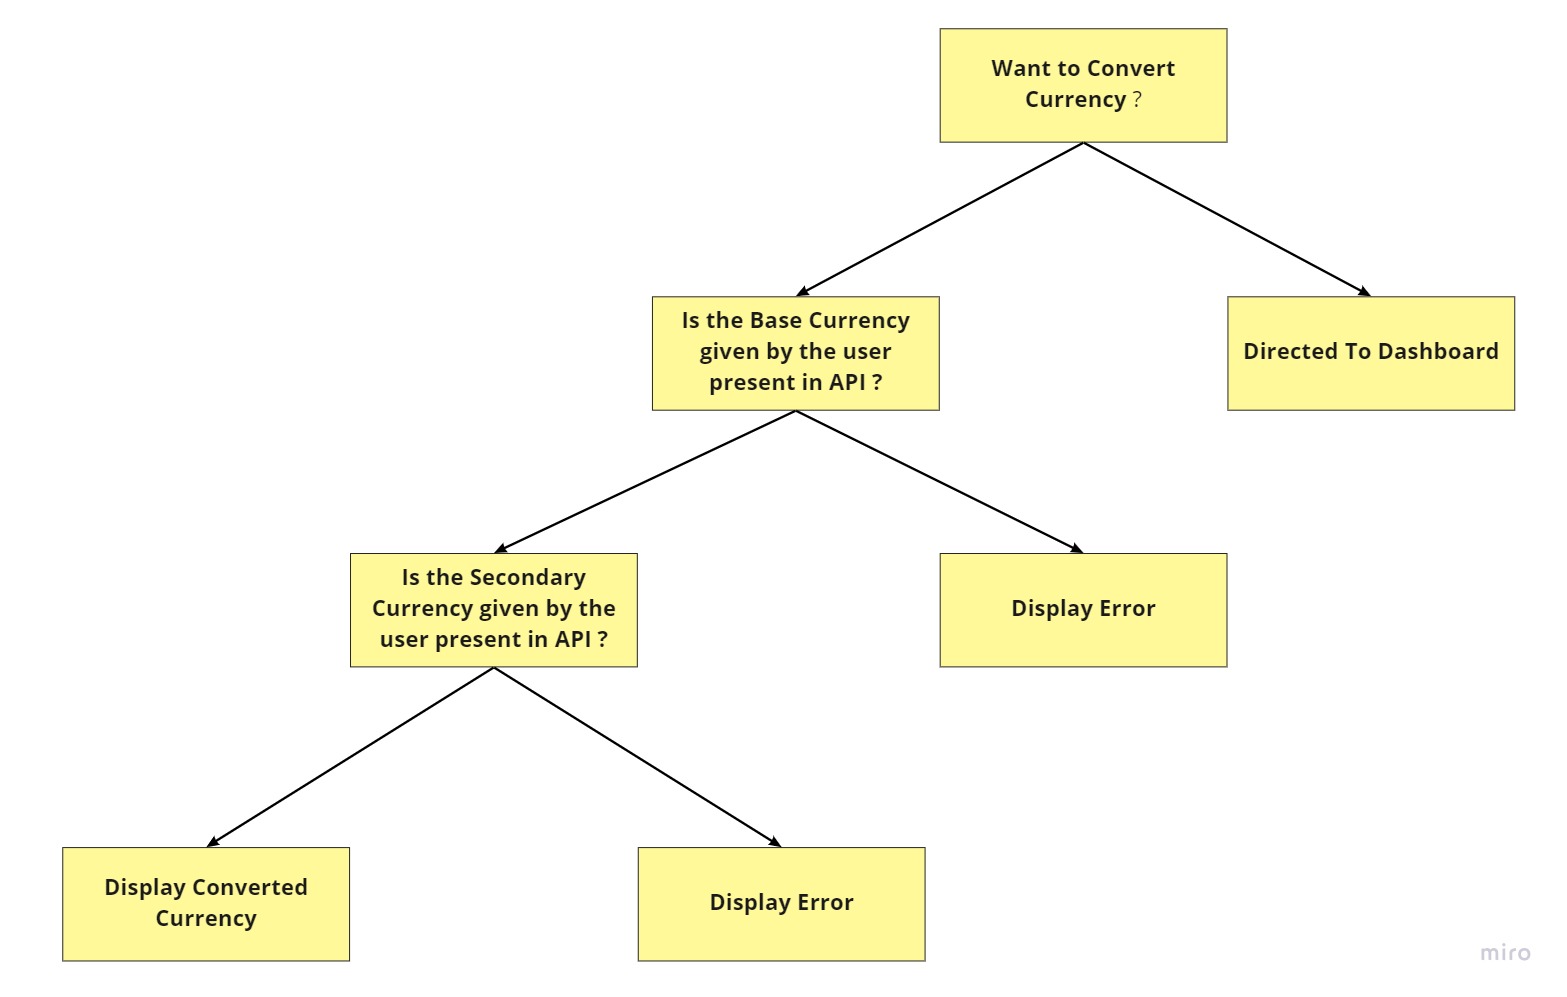 Want to Convert
Currency ?
Is the Base Currency
given by the user
present in API ?
Directed To Dashboard
Is the Secondary
Currency given by the
user present in API ?
Display Error
Display Converted
Currency
Display Error
miro